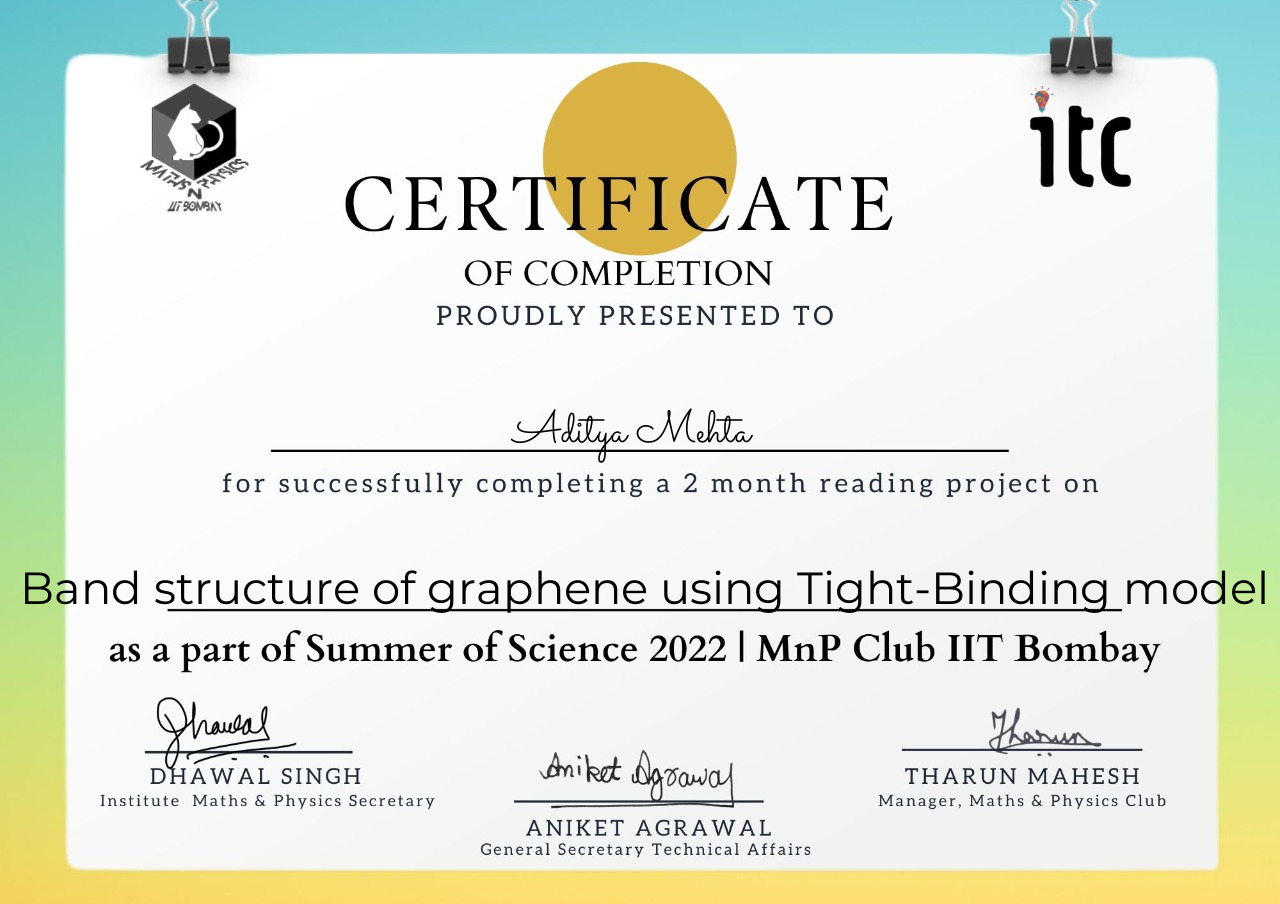 MATHS N PHYSICS
IIT BOMBAY
itc
CERTIFICATE
OF COMPLETION
PROUDLY PRESENTED TO
Aditya Mehta
for successfully completing a 2 month reading project on
Band structure of graphene using Tight-Binding model
as a part of Summer of Science 2022 | MnP Club IIT Bombay
Dhawal
DHAWAL SINGH
Institute Maths & Physics Secretary
Aniket Agrawal
ANIKET AGRAWAL
General Secretary Technical Affairs
Tharun
THARUN MAHESH
Manager, Maths & Physics Club